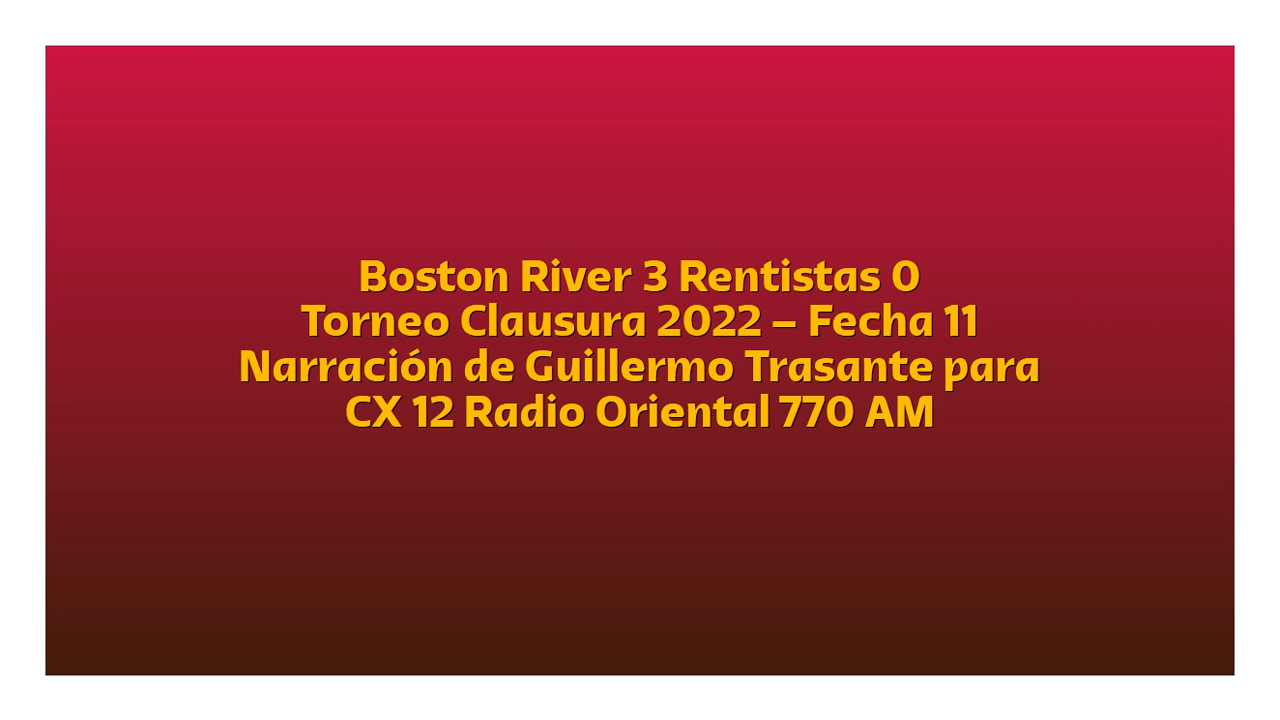 Boston River 3 Rentistas 0
Torneo Clausura 2022 – Fecha 11
Narración de Guillermo Trasante para
CX 12 Radio Oriental 770 AM